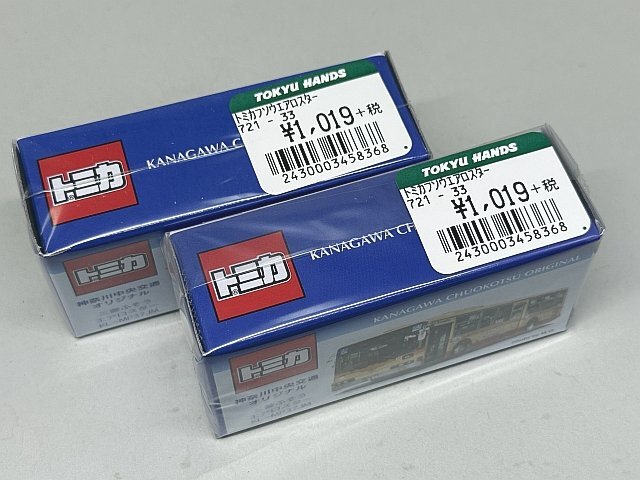 TOKYU HANDS
トミカフソウエアロスター
721 - 33
¥1,019+税
2430003458368
トミカ
KANAGAWA CH
トミカ
神奈川中央交通
オリジナル
TOKYU HANDS
トミカフソウエアロスター
721 - 33
¥1,019+税
2430003458368
トミカ
KANAGAWA CH
KANAGAWA CHUOKOTSU ORIGINAL
トミカ
神奈川中央交通
オリジナル